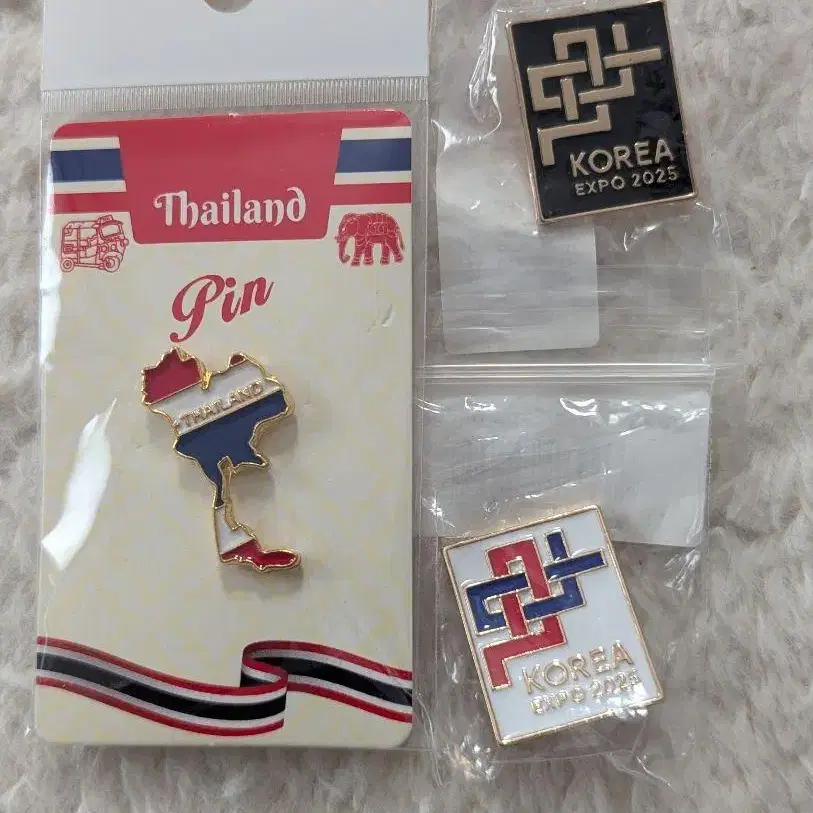 Thailand
Pin
THAILAND
KOREA
EXPO 2025
KOREA
EXPO 2025